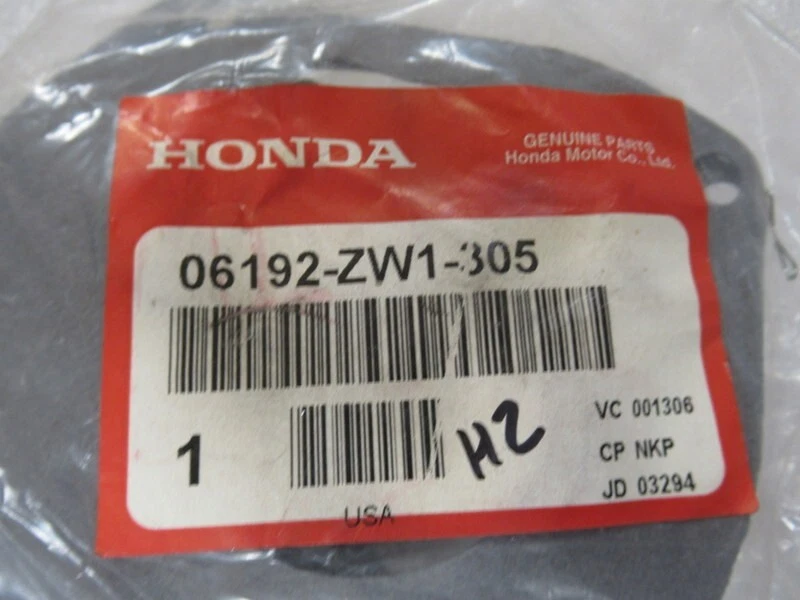 HONDA
GENUINE PARTS
Honda Motor Co., Ltd.
06192-ZW1-305
1
H2
VC 001306
CP NKP
JD 03294
USA